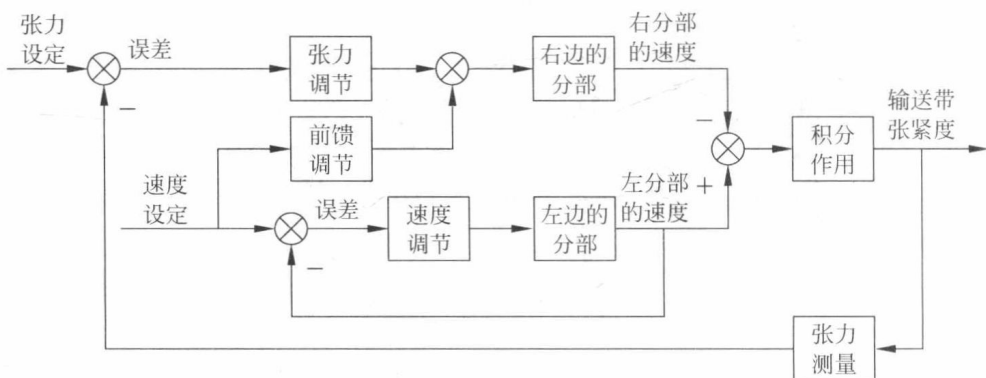 张力
设定
误差
张力
调节
右边的
分部
右分部
的速度
输送带
张紧度
−
−
前馈
调节
积分
作用
速度
设定
误差
速度
调节
左边的
分部
左分部
的速度
+
−
张力
测量